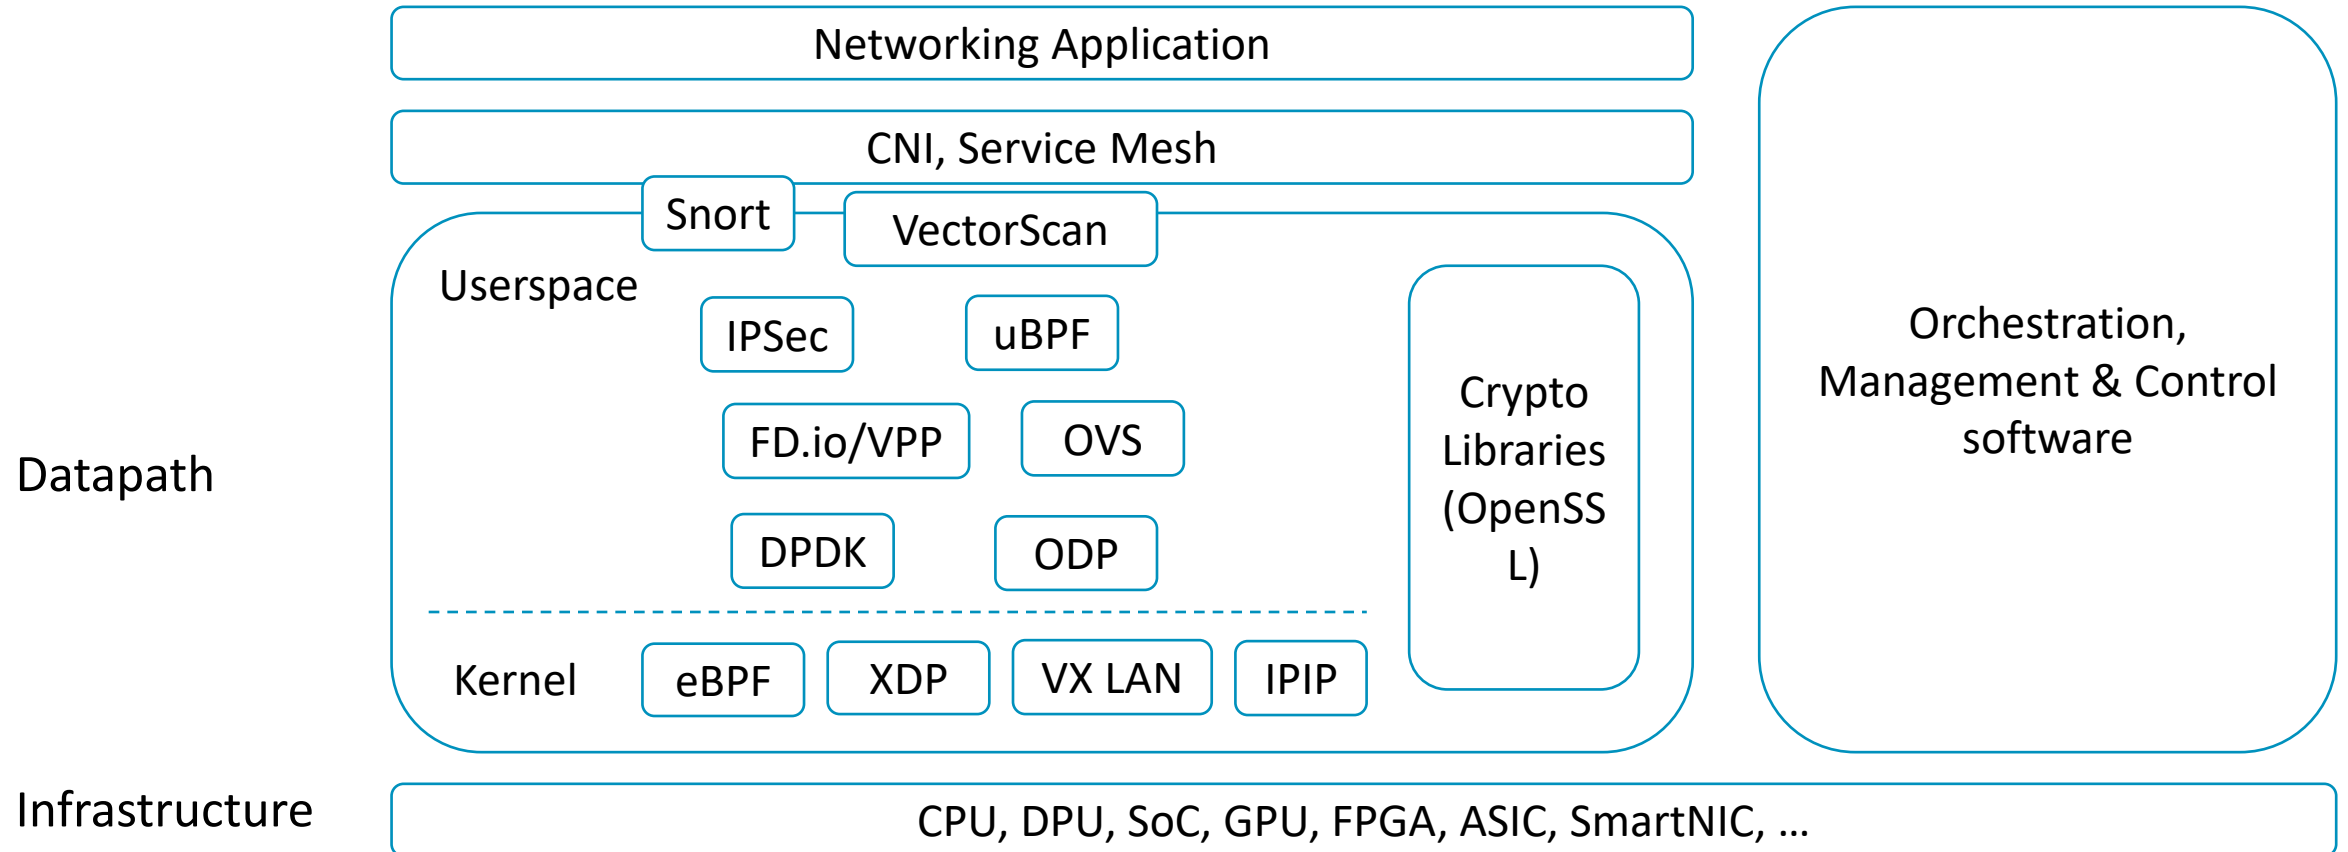 Networking Application
CNI, Service Mesh
Snort
VectorScan
Userspace
IPSec
uBPF
FD.io/VPP
OVS
DPDK
ODP
Crypto
Libraries
(OpenSS
L)
Kernel
eBPF
XDP
VX LAN
IPIP
Orchestration,
Management & Control
software
Datapath
Infrastructure
CPU, DPU, SoC, GPU, FPGA, ASIC, SmartNIC, ...